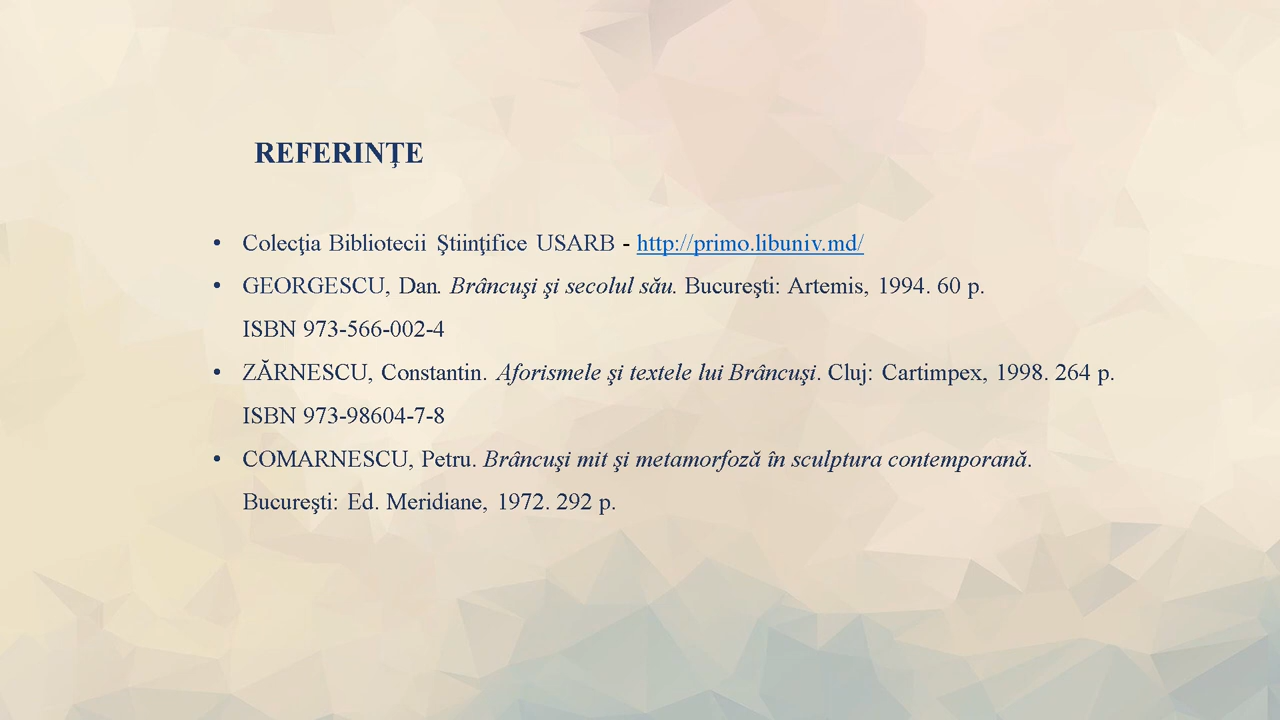 REFERINŢE
• Colecţia Bibliotecii Ştiinţifice USARB - http://primo.libuniv.md/
• GEORGESCU, Dan. Brâncuşi şi secolul său. Bucureşti: Artemis, 1994. 60 p.
ISBN 973-566-002-4
• ZĂRNESCU, Constantin. Aforismele şi textele lui Brâncuşi. Cluj: Cartimpex, 1998. 264 p.
ISBN 973-98604-7-8
• COMARNESCU, Petru. Brâncuşi mit şi metamorfoză în sculptura contemporană.
Bucureşti: Ed. Meridiane, 1972. 292 p.